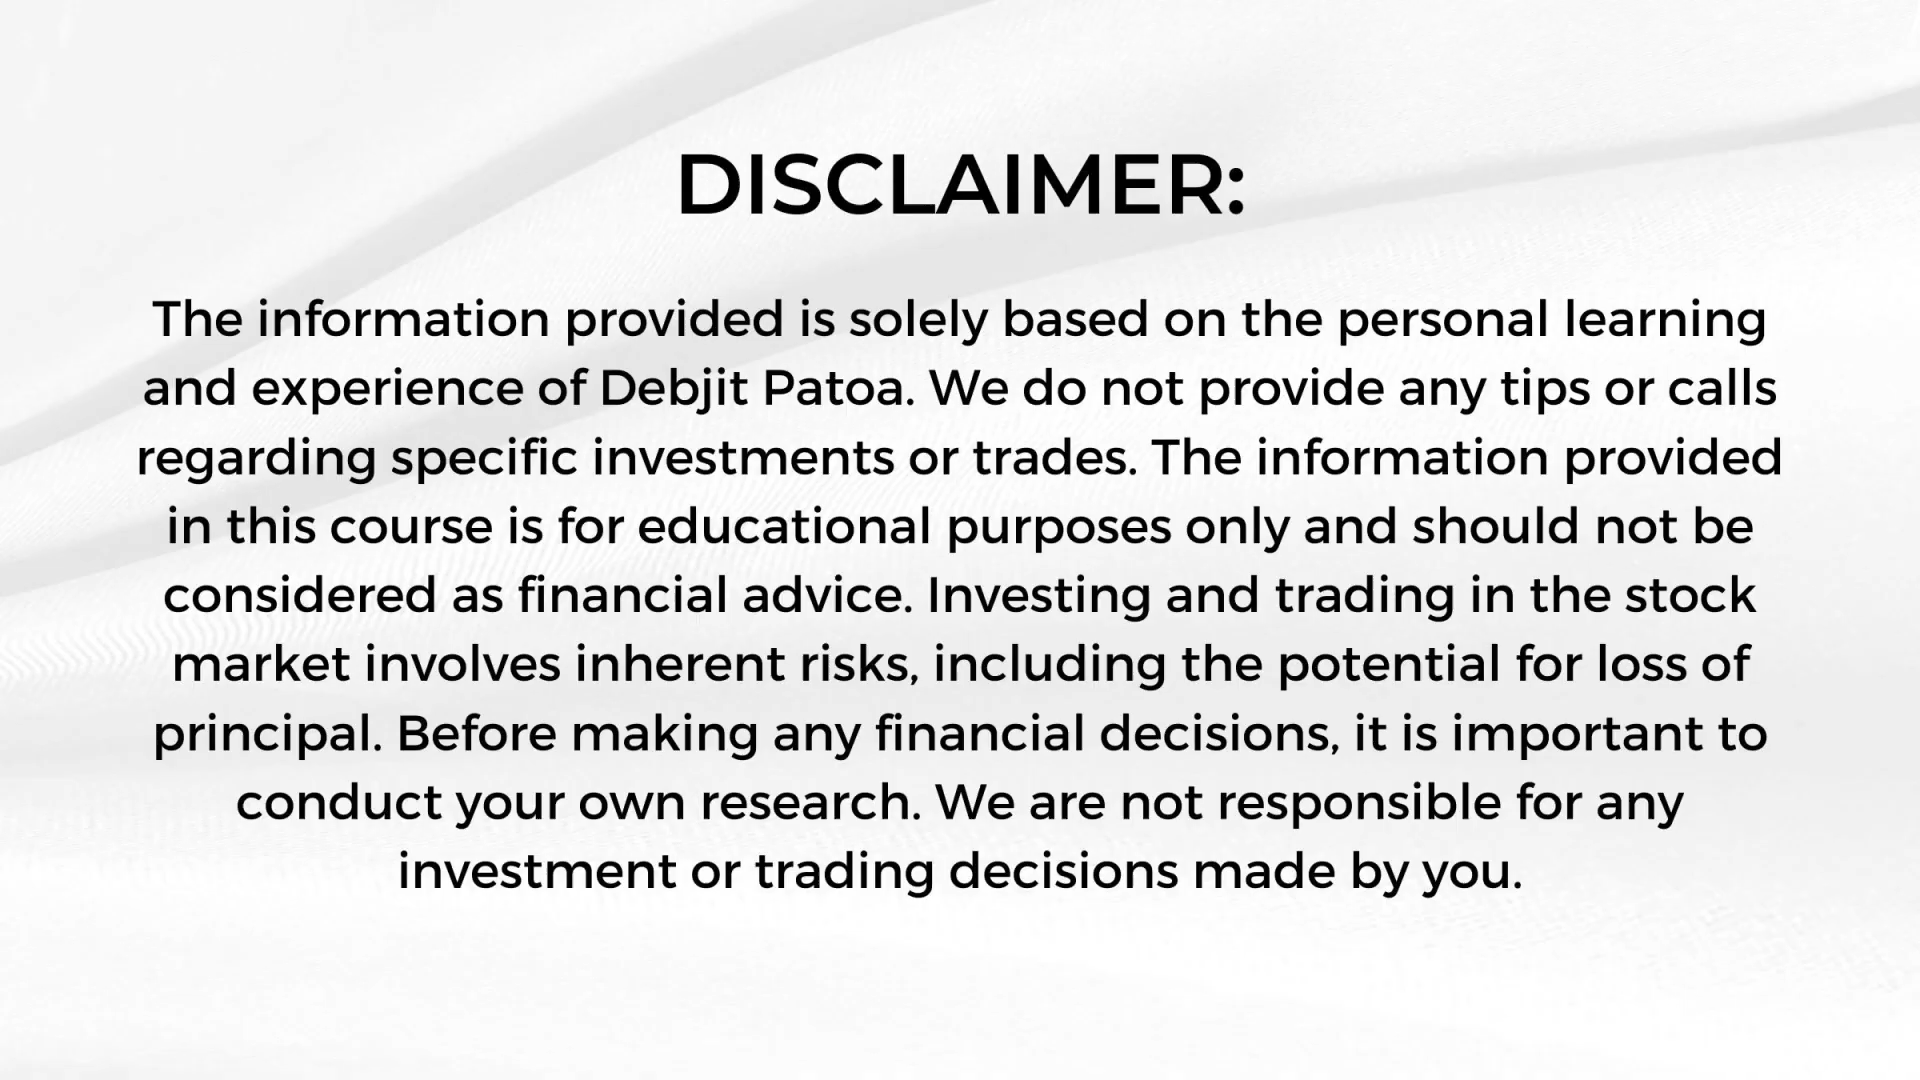 DISCLAIMER:
The information provided is solely based on the personal learning
and experience of Debjit Patoa. We do not provide any tips or calls
regarding specific investments or trades. The information provided
in this course is for educational purposes only and should not be
considered as financial advice. Investing and trading in the stock
market involves inherent risks, including the potential for loss of
principal. Before making any financial decisions, it is important to
conduct your own research. We are not responsible for any
investment or trading decisions made by you.